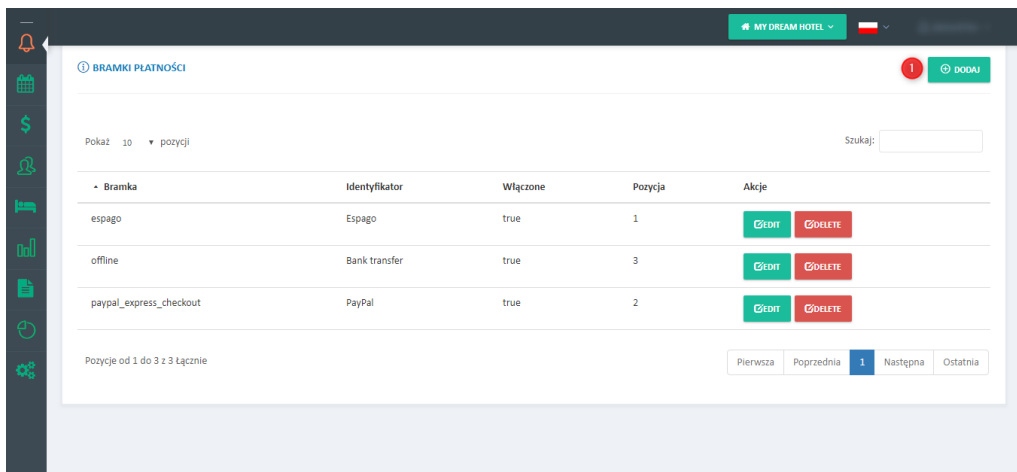 MY DREAM HOTEL
BRAMKI PŁATNOŚCI
1
DODAJ
Pokaż 10 pozycji
Szukaj:
Bramka Identyfikator Włączone Pozycja Akcje
espago Espago true 1 EDIT DELETE
offline Bank transfer true 3 EDIT DELETE
paypal_express_checkout PayPal true 2 EDIT DELETE
Pozycje od 1 do 3 z 3 Łącznie
Pierwsza Poprzednia 1 Następna Ostatnia